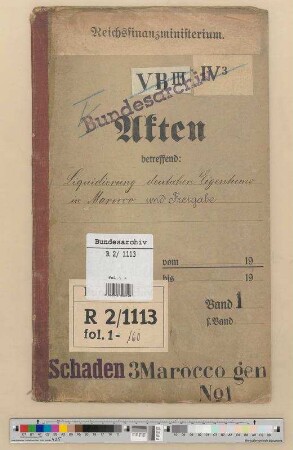 Reichsfinanzministerium.
V B III IV³
Bundesarchiv
Akten
betreffend:
Liquidierung deutschen Eigentums
in Marocco und Freigabe
Bundesarchiv
R 2/ 1113
vom 19
bis 19
R 2/1113
fol. 1- 160
Band 1
f. Band
Schaden 3 Marocco gen
No 1